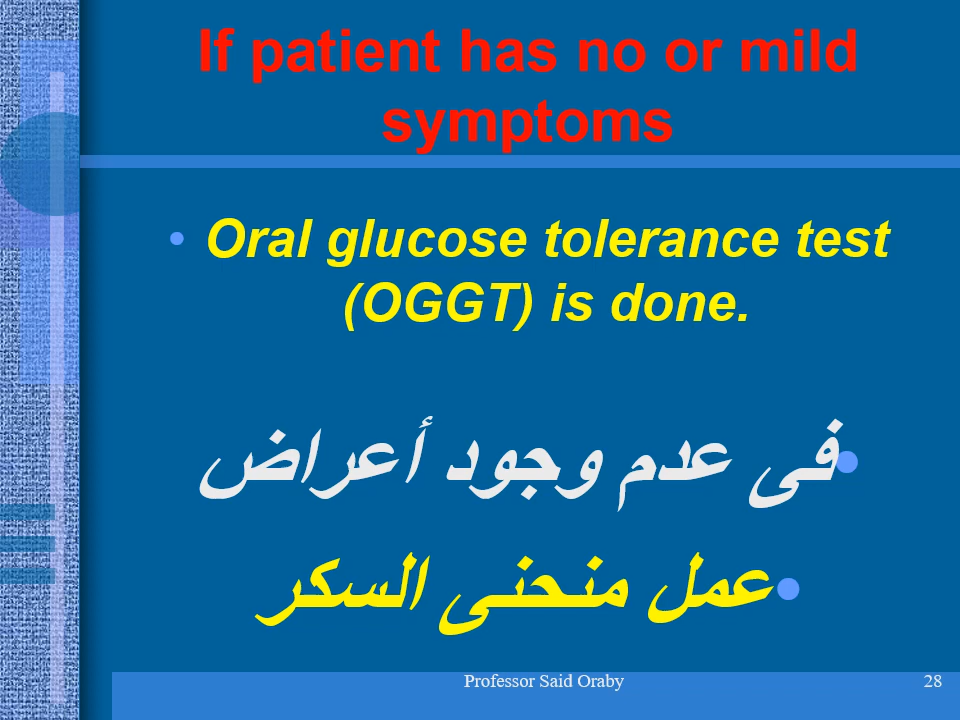 If patient has no or mild
symptoms
• Oral glucose tolerance test
(OGGT) is done.
•فى عدم وجود أعراض
•عمل منحنى السكر
Professor Said Oraby
28